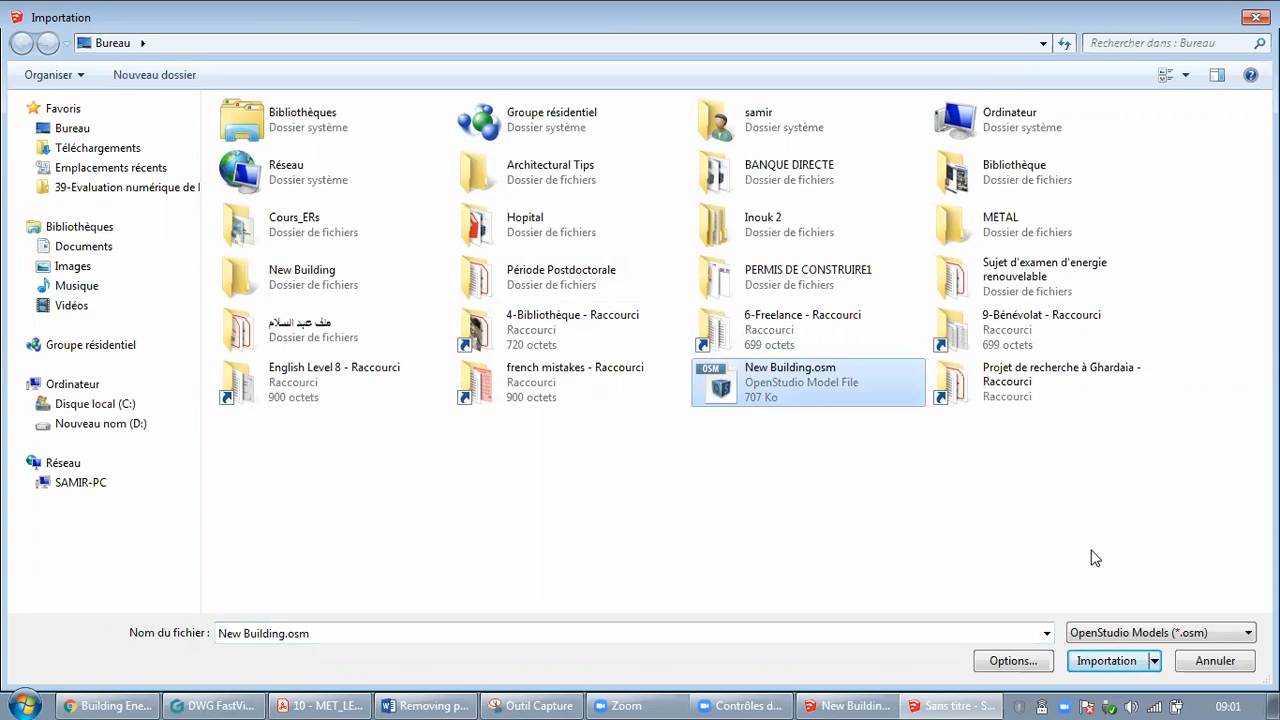 Importation
Bureau
Rechercher dans : Bureau
Organiser
Nouveau dossier
Favoris
Bureau
Téléchargements
Emplacements récents
39-Evaluation numérique de l
Bibliothèques
Documents
Images
Musique
Vidéos
Groupe résidentiel
Ordinateur
Disque local (C:)
Nouveau nom (D:)
Réseau
SAMIR-PC
Bibliothèques
Dossier système
Groupe résidentiel
Dossier système
samir
Dossier système
Ordinateur
Dossier système
Réseau
Dossier système
Architectural Tips
Dossier de fichiers
BANQUE DIRECTE
Dossier de fichiers
Bibliothèque
Dossier de fichiers
Cours_ERs
Dossier de fichiers
Hopital
Dossier de fichiers
Inouk 2
Dossier de fichiers
METAL
Dossier de fichiers
New Building
Dossier de fichiers
Période Postdoctorale
Dossier de fichiers
PERMIS DE CONSTRUIRE1
Dossier de fichiers
Sujet d'examen d'energie
renouvelable
Dossier de fichiers
ملف عبد السلام
Dossier de fichiers
4-Bibliothèque - Raccourci
Raccourci
720 octets
6-Freelance - Raccourci
Raccourci
699 octets
9-Bénévolat - Raccourci
Raccourci
699 octets
English Level 8 - Raccourci
Raccourci
900 octets
french mistakes - Raccourci
Raccourci
900 octets
OSM
New Building.osm
OpenStudio Model File
707 Ko
Projet de recherche à Ghardaia -
Raccourci
Raccourci
Nom du fichier :
New Building.osm
OpenStudio Models (*.osm)
Options...
Importation
Annuler
Building Ene...
DWG FastVi...
10 - MET_LE...
Removing p...
Outil Capture
Zoom
Contrôles d...
New Buildin...
Sans titre - S...
09:01